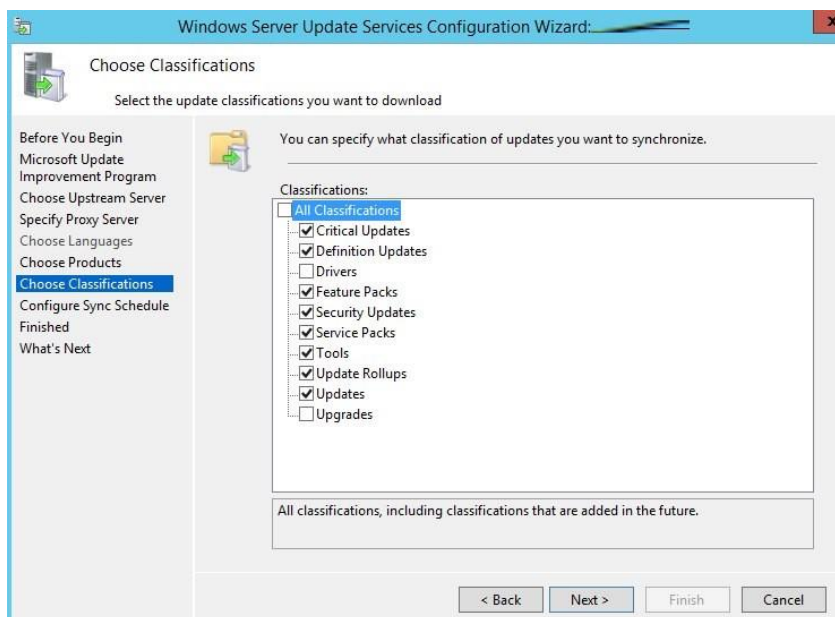 Windows Server Update Services Configuration Wizard:
Choose Classifications
Select the update classifications you want to download
Before You Begin
Microsoft Update
Improvement Program
Choose Upstream Server
Specify Proxy Server
Choose Languages
Choose Products
Choose Classifications
Configure Sync Schedule
Finished
What's Next
You can specify what classification of updates you want to synchronize.
Classifications:
All Classifications
Critical Updates
Definition Updates
Drivers
Feature Packs
Security Updates
Service Packs
Tools
Update Rollups
Updates
Upgrades
All classifications, including classifications that are added in the future.
< Back
Next >
Finish
Cancel